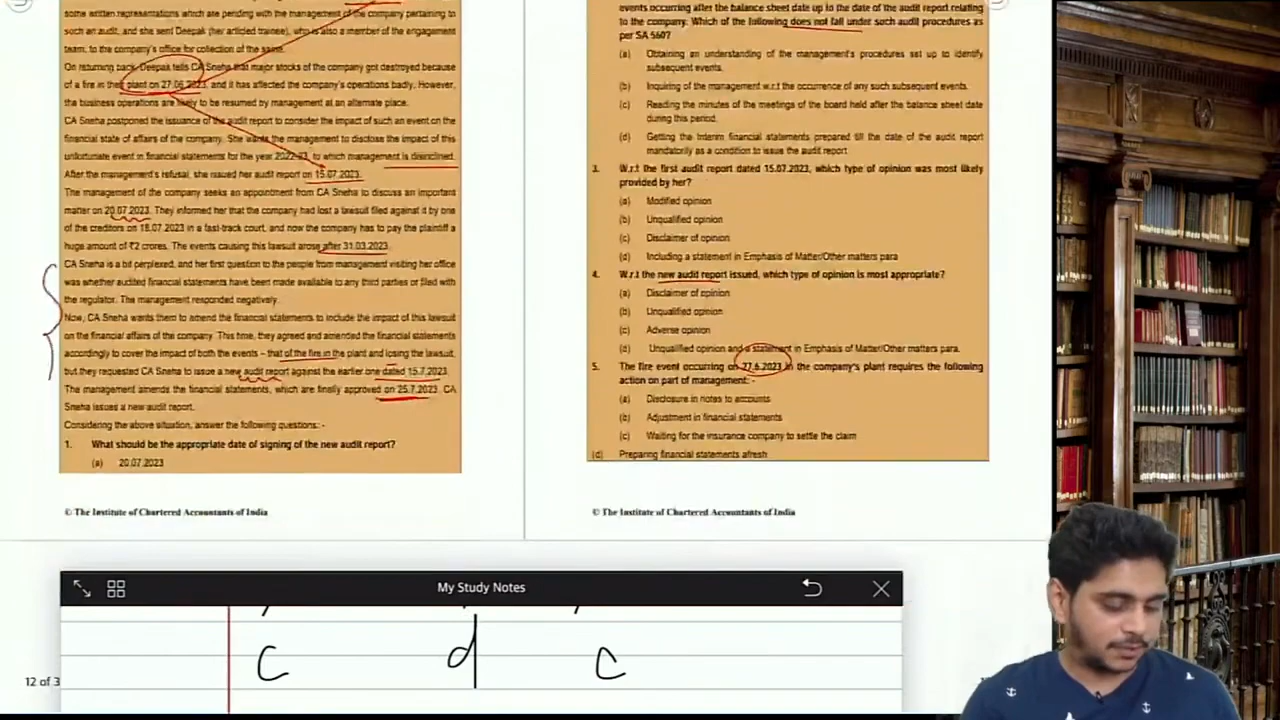 some written representations which are pending with the management of the company pertaining to
such an audit, and she sent Deepak (her articled trainee), who is also a member of the engagement
team, to the company's office for collection of the same.
On returning back, Deepak tells CA Sneha that major stocks of the company got destroyed because
of a fire in their plant on 27.06.2023, and it has affected the company's operations badly. However,
the business operations are likely to be resumed by management at an alternate place.
CA Sneha postponed the issuance of the audit report to consider the impact of such an event on the
financial state of affairs of the company. She wants the management to disclose the impact of this
unfortunate event in financial statements for the year 2022-23, to which management is disinclined.
After the management's refusal, she issued her audit report on 15.07.2023.
The management of the company seeks an appointment from CA Sneha to discuss an important
matter on 20.07.2023. They informed her that the company had lost a lawsuit filed against it by one
of the creditors on 18.07.2023 in a fast-track court, and now the company has to pay the plaintiff a
huge amount of ₹2 crores. The events causing this lawsuit arose after 31.03.2023.
CA Sneha is a bit perplexed, and her first question to the people from management visiting her office
was whether audited financial statements have been made available to any third parties or filed with
the regulator. The management responded negatively.
Now, CA Sneha wants them to amend the financial statements to include the impact of this lawsuit
on the financial affairs of the company. This time, they agreed and amended the financial statements
accordingly to cover the impact of both the events – that of the fire in the plant and losing the lawsuit,
but they requested CA Sneha to issue a new audit report against the earlier one dated 15.7.2023.
The management amends the financial statements, which are finally approved on 25.7.2023. CA
Sneha issues a new audit report.
Considering the above situation, answer the following questions:-
1. What should be the appropriate date of signing of the new audit report?
(a) 20.07.2023
© The Institute of Chartered Accountants of India
events occurring after the balance sheet date up to the date of the audit report relating
to the company. Which of the following does not fall under such audit procedures as
per SA 560?
(a) Obtaining an understanding of the management's procedures set up to identify
subsequent events.
(b) Inquiring of the management w.r.t the occurrence of any such subsequent events.
(c) Reading the minutes of the meetings of the board held after the balance sheet date
during this period.
(d) Getting the Interim financial statements prepared till the date of the audit report
mandatorily as a condition to issue the audit report
3. W.r.t the first audit report dated 15.07.2023, which type of opinion was most likely
provided by her?
(a) Modified opinion
(b) Unqualified opinion
(c) Disclaimer of opinion
(d) Including a statement in Emphasis of Matter/Other matters para
4. W.r.t the new audit report issued, which type of opinion is most appropriate?
(a) Disclaimer of opinion
(b) Unqualified opinion
(c) Adverse opinion
(d) Unqualified opinion and a statement in Emphasis of Matter/Other matters para.
5. The fire event occurring on 27.6.2023 in the company's plant requires the following
action on part of management: -
(a) Disclosure in notes to accounts
(b) Adjustment in financial statements
(c) Waiting for the insurance company to settle the claim
(d) Preparing financial statements afresh
© The Institute of Chartered Accountants of India
My Study Notes
c d c
12 of 3